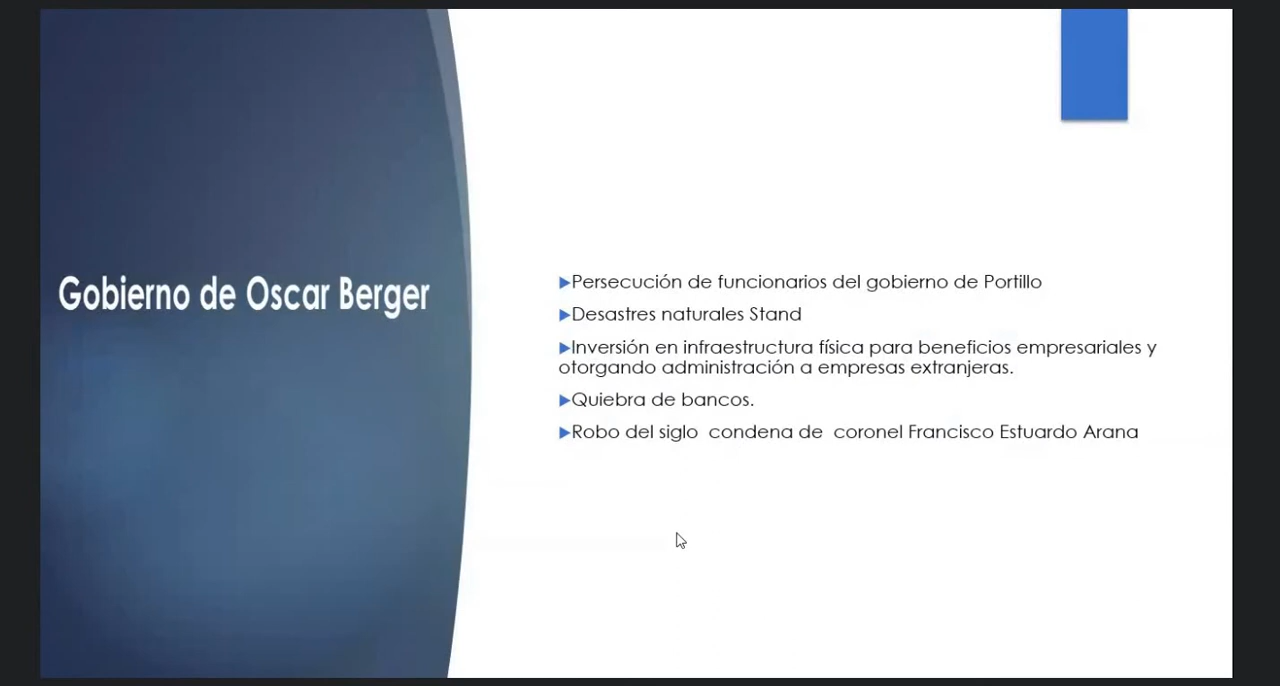 Gobierno de Oscar Berger
▶Persecución de funcionarios del gobierno de Portillo
▶Desastres naturales Stand
▶Inversión en infraestructura física para beneficios empresariales y
otorgando administración a empresas extranjeras.
▶Quiebra de bancos.
▶Robo del siglo condena de coronel Francisco Estuardo Arana